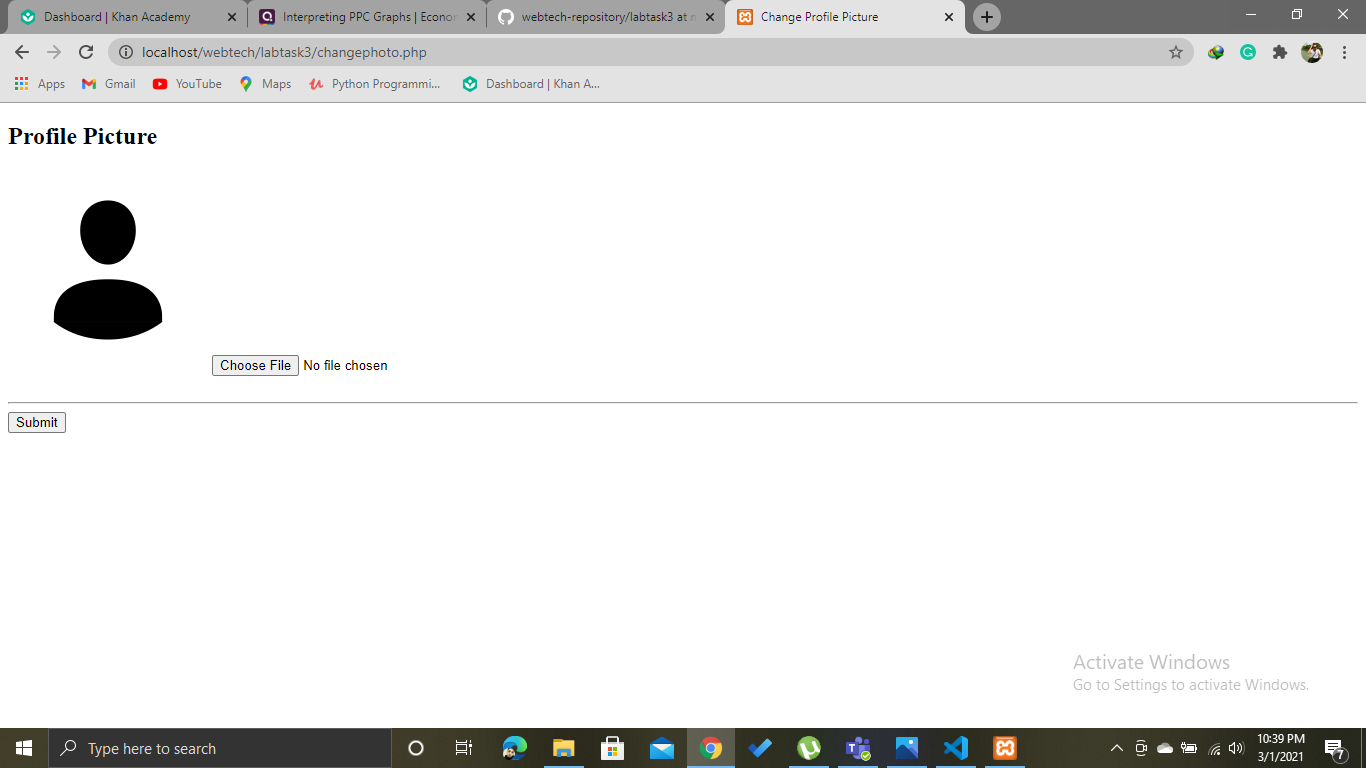 Dashboard | Khan Academy
Interpreting PPC Graphs | Econor
webtech-repository/labtask3 at m
Change Profile Picture
localhost/webtech/labtask3/changephoto.php
Apps
Gmail
YouTube
Maps
Python Programmi...
Dashboard | Khan A...
Profile Picture
Choose File No file chosen
Submit
Activate Windows
Go to Settings to activate Windows.
Type here to search
10:39 PM
3/1/2021
7